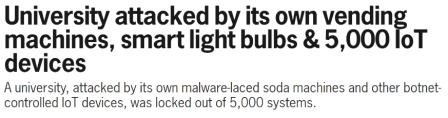 University attacked by its own vending
machines, smart light bulbs & 5,000 IoT
devices
A university, attacked by its own malware-laced soda machines and other botnet-
controlled IoT devices, was locked out of 5,000 systems.